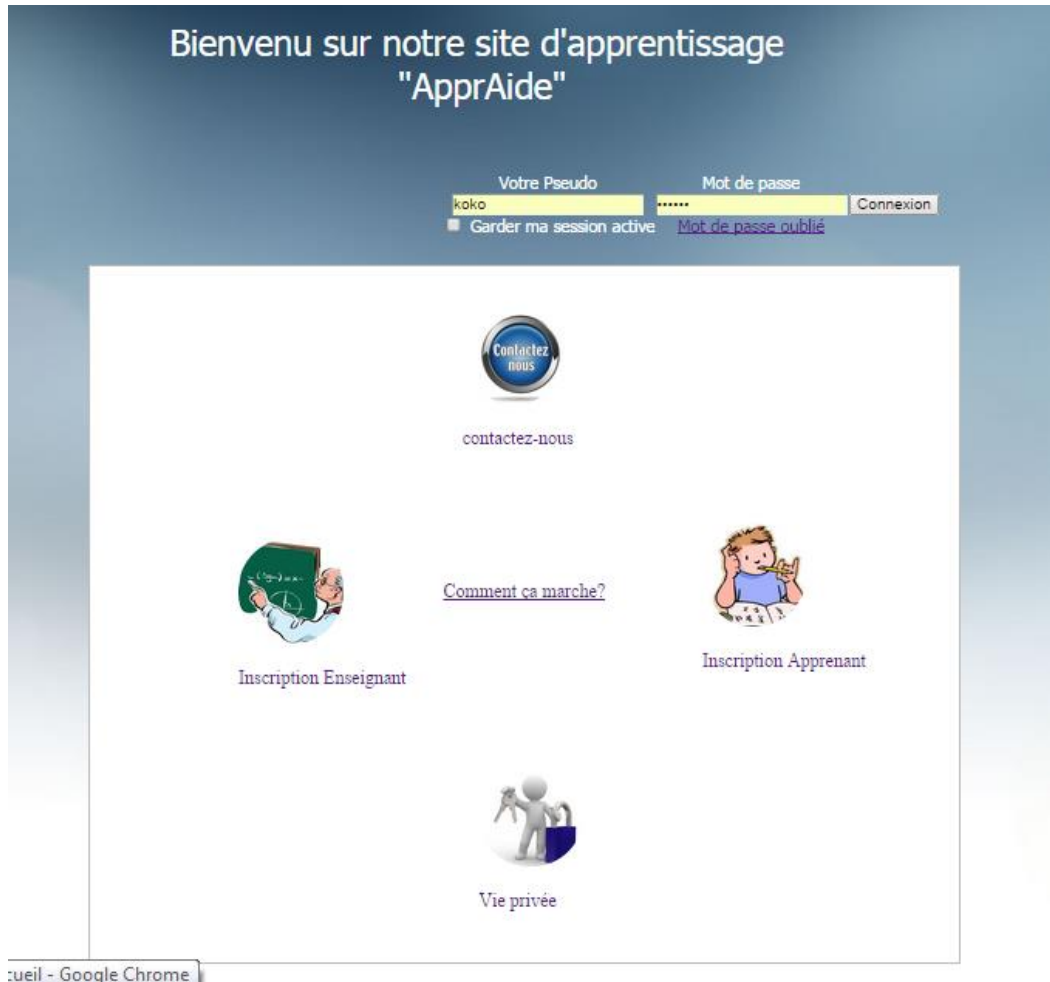 Bienvenu sur notre site d'apprentissage
"ApprAide"
Votre Pseudo Mot de passe
koko •••••• Connexion
Garder ma session active Mot de passe oublié
Contactez
nous
contactez-nous
Comment ça marche?
Inscription Enseignant
Inscription Apprenant
Vie privée
cueil - Google Chrome